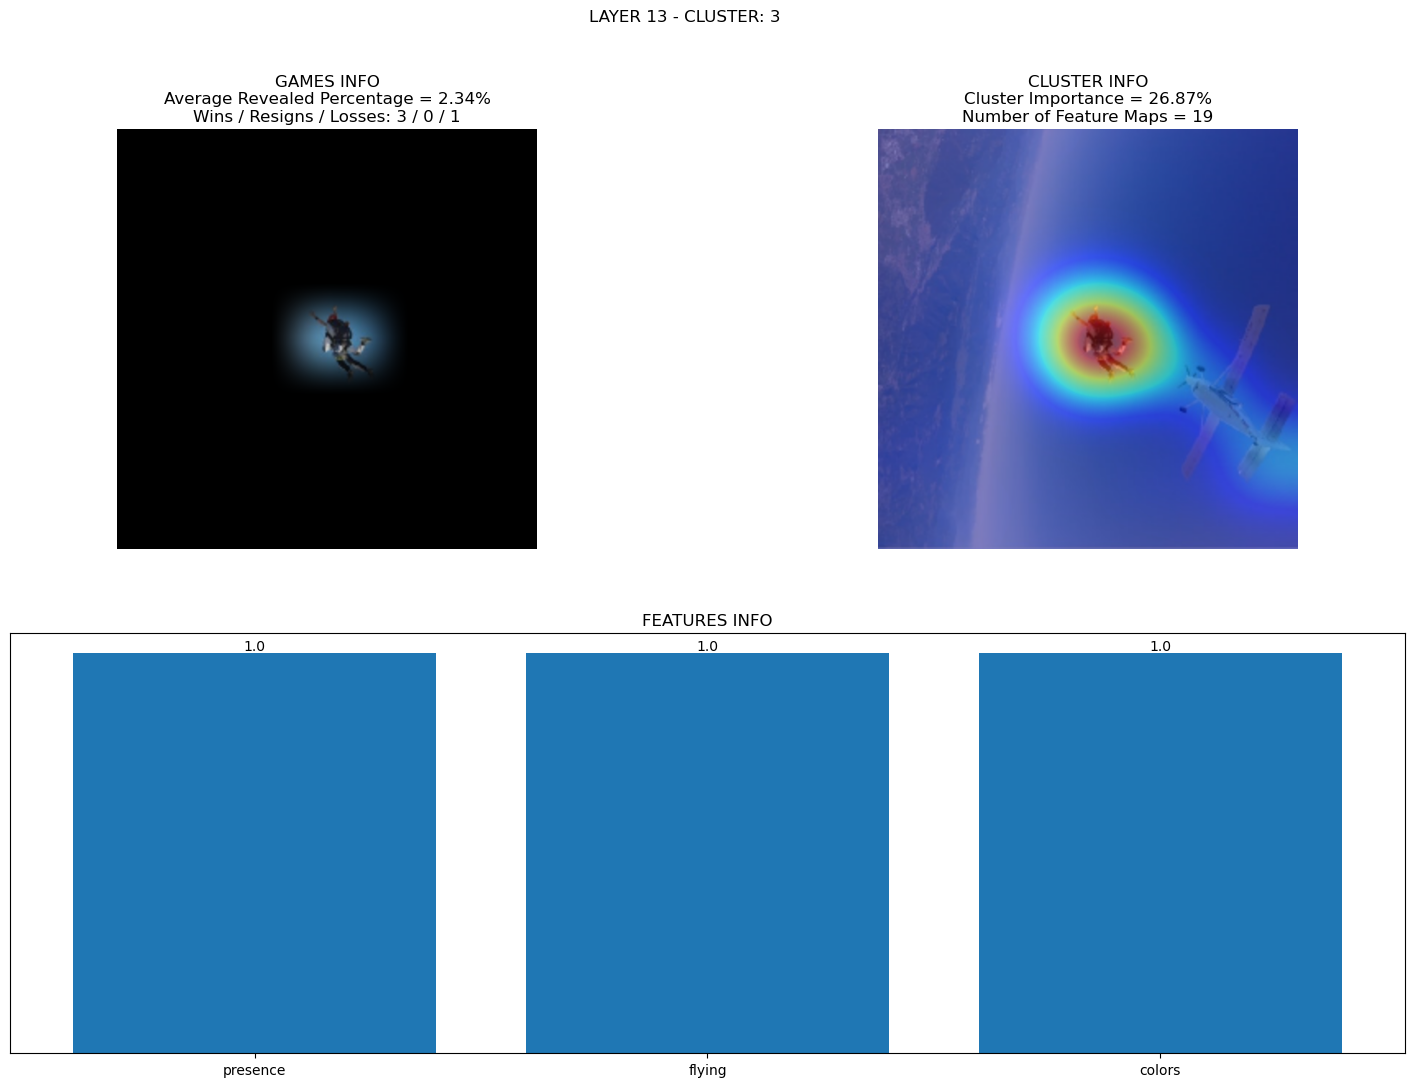 LAYER 13 - CLUSTER: 3
GAMES INFO
Average Revealed Percentage = 2.34%
Wins / Resigns / Losses: 3 / 0 / 1
CLUSTER INFO
Cluster Importance = 26.87%
Number of Feature Maps = 19
FEATURES INFO
1.0 1.0 1.0
presence flying colors